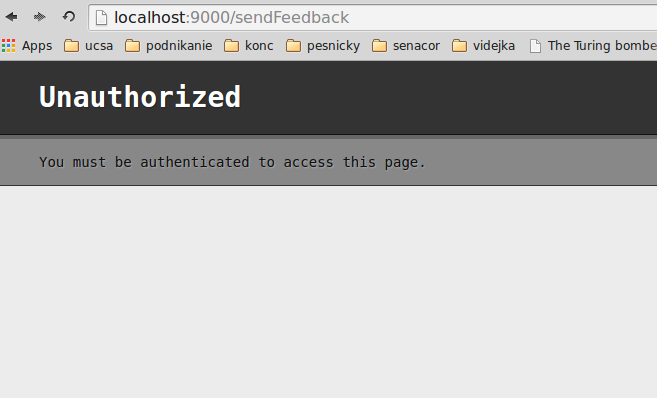 localhost:9000/sendFeedback
Apps ucsa podnikanie konc pesnicky senacor videjka The Turing bombe
Unauthorized
You must be authenticated to access this page.